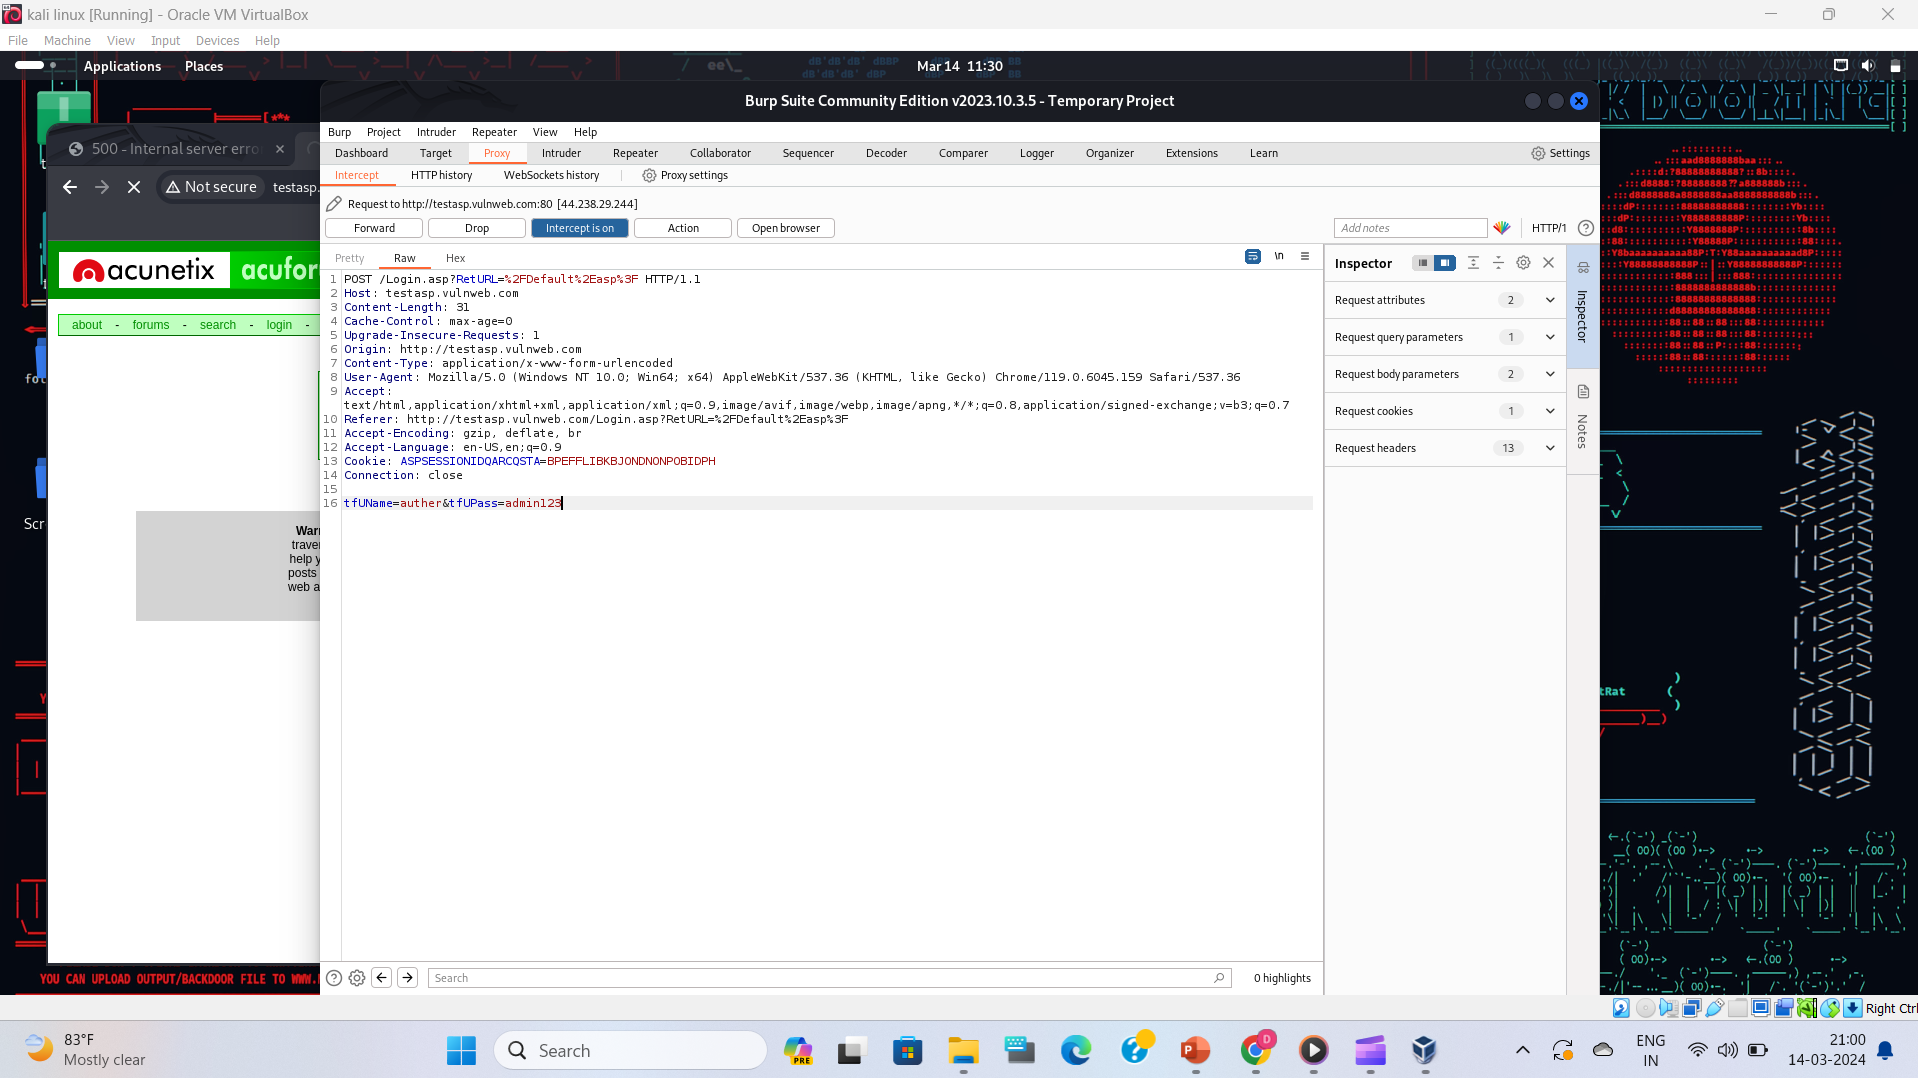 kali linux [Running] - Oracle VM VirtualBox
File Machine View Input Devices Help
Applications Places
Mar 14 11:30
Burp Suite Community Edition v2023.10.3.5 - Temporary Project
Burp Project Intruder Repeater View Help
Dashboard Target Proxy Intruder Repeater Collaborator Sequencer Decoder Comparer Logger Organizer Extensions Learn
Settings
Intercept HTTP history WebSockets history Proxy settings
Request to http://testasp.vulnweb.com:80 [44.238.29.244]
Forward Drop Intercept is on Action Open browser
Add notes
HTTP/1
Pretty Raw Hex
\n
1 POST /Login.asp?RetURL=%2FDefault%2Easp%3F HTTP/1.1
2 Host: testasp.vulnweb.com
3 Content-Length: 31
4 Cache-Control: max-age=0
5 Upgrade-Insecure-Requests: 1
6 Origin: http://testasp.vulnweb.com
7 Content-Type: application/x-www-form-urlencoded
8 User-Agent: Mozilla/5.0 (Windows NT 10.0; Win64; x64) AppleWebKit/537.36 (KHTML, like Gecko) Chrome/119.0.6045.159 Safari/537.36
9 Accept:
text/html,application/xhtml+xml,application/xml;q=0.9,image/avif,image/webp,image/apng,*/*;q=0.8,application/signed-exchange;v=b3;q=0.7
10 Referer: http://testasp.vulnweb.com/Login.asp?RetURL=%2FDefault%2Easp%3F
11 Accept-Encoding: gzip, deflate, br
12 Accept-Language: en-US,en;q=0.9
13 Cookie: ASPSESSIONIDQARCQSTA=BPEFFLIBKBJONDNONPOBIDPH
14 Connection: close
15
16 tfUName=auther&tfUPass=admin123
Inspector
Request attributes 2
Request query parameters 1
Request body parameters 2
Request cookies 1
Request headers 13
Inspector
Notes
Search
0 highlights
500 - Internal server erro
Not secure testasp.
acunetix acufor
about - forums - search - login -
Warn
traver
help y
posts
web a
fol
Scr
tRat
YOU CAN UPLOAD OUTPUT/BACKDOOR FILE TO WWW.
Right Ctrl
83°F
Mostly clear
Search
PRE
D
ENG
IN
21:00
14-03-2024